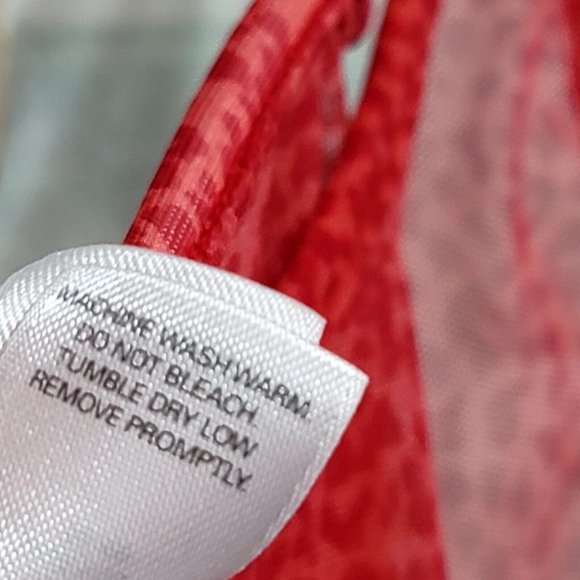 MACHINE WASH WARM.
DO NOT BLEACH.
TUMBLE DRY LOW
REMOVE PROMPTLY.